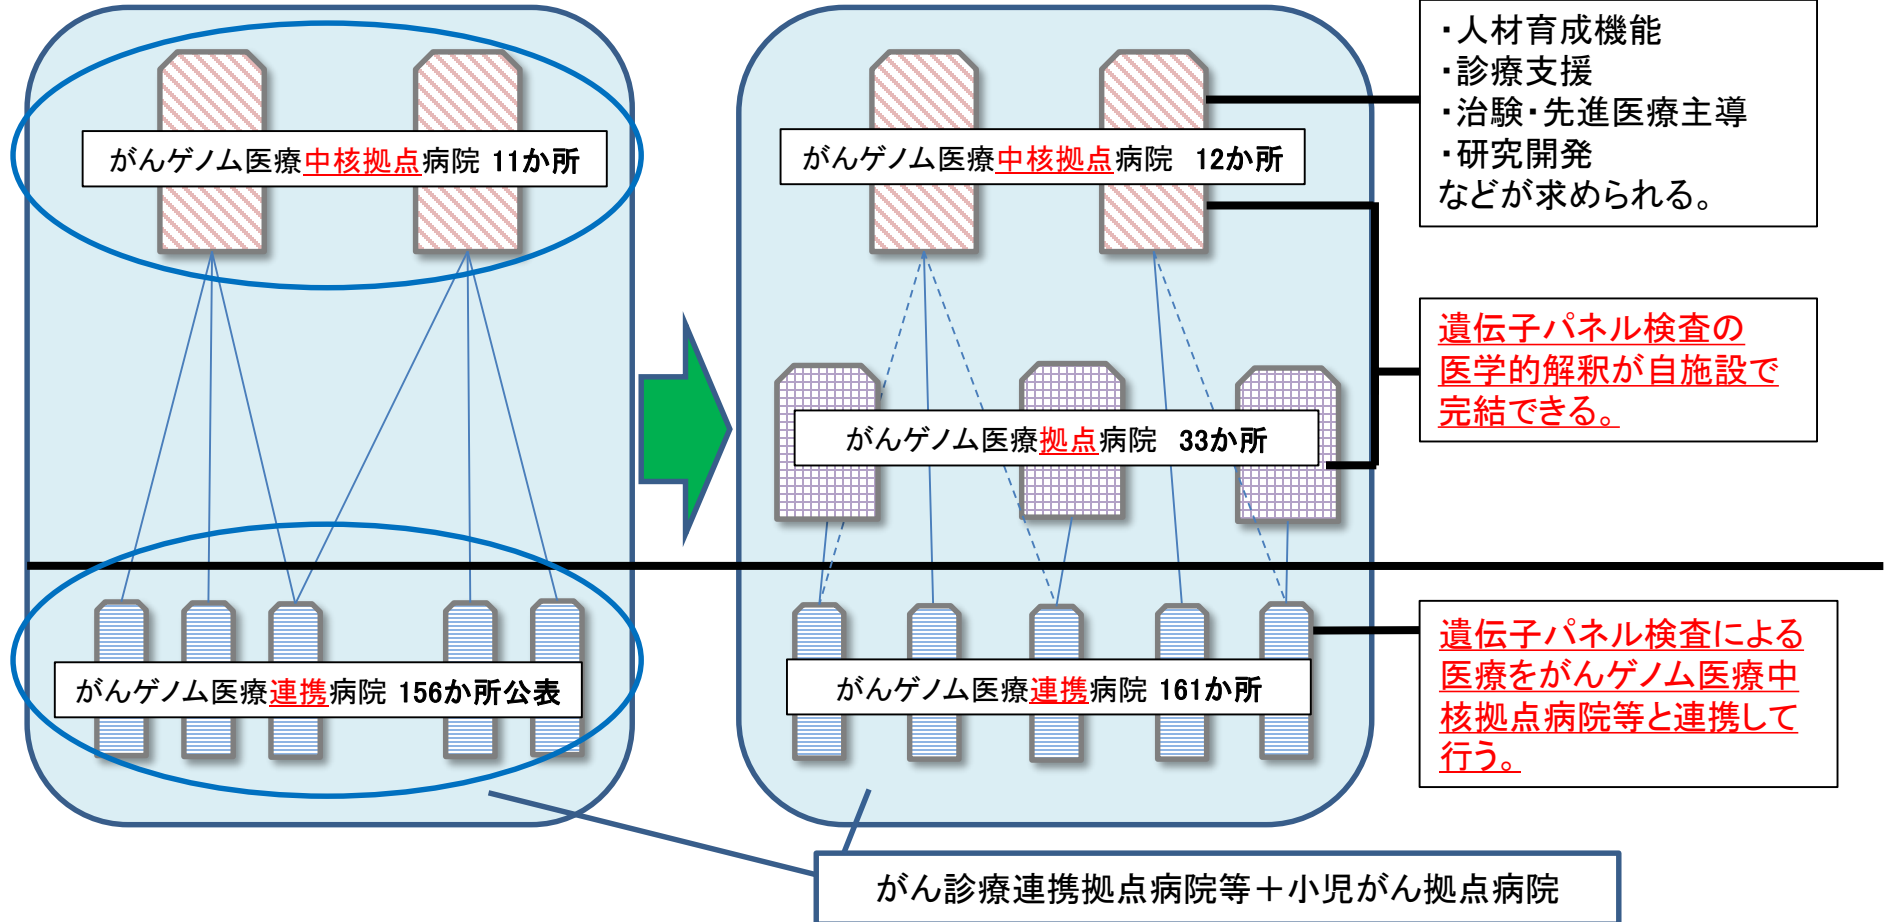 がんゲノム医療中核拠点病院 11か所
がんゲノム医療連携病院 156か所公表
がんゲノム医療中核拠点病院 12か所
がんゲノム医療拠点病院 33か所
がんゲノム医療連携病院 161か所
・人材育成機能
・診療支援
・治験・先進医療主導
・研究開発
などが求められる。
遺伝子パネル検査の
医学的解釈が自施設で
完結できる。
遺伝子パネル検査による
医療をがんゲノム医療中
核拠点病院等と連携して
行う。
がん診療連携拠点病院等＋小児がん拠点病院